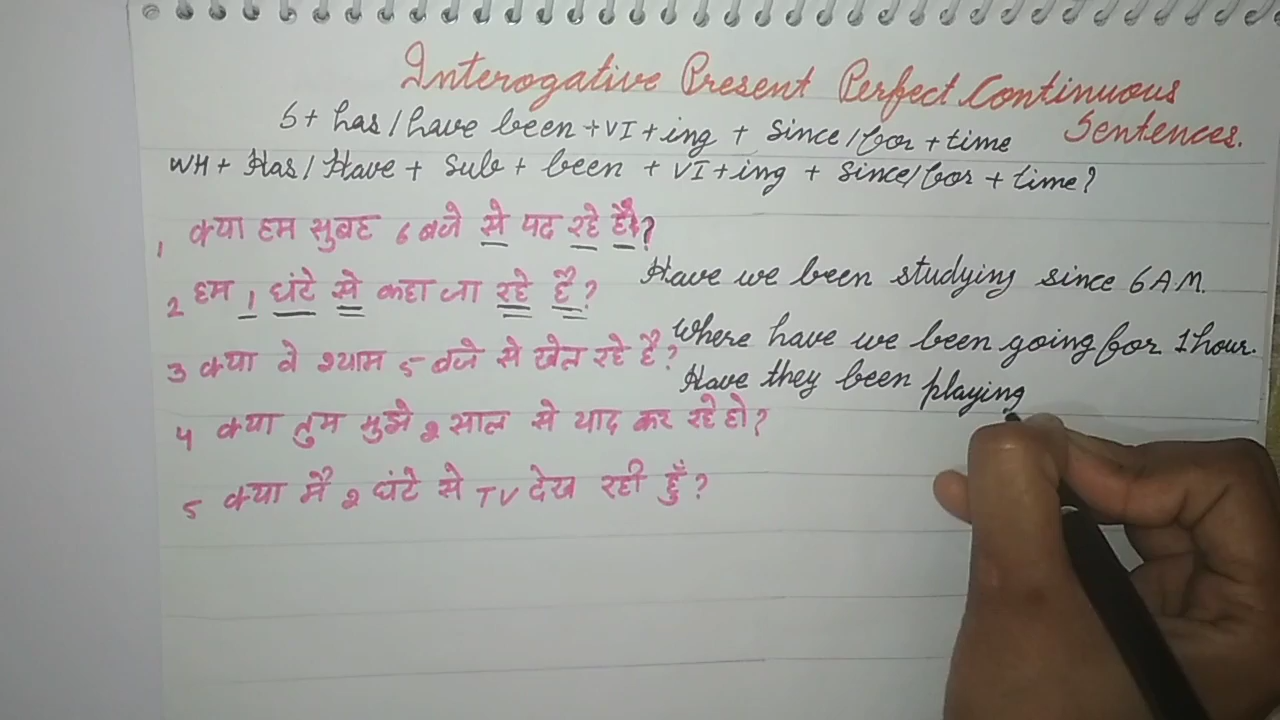 Interogative Present Perfect Continuous
Sentences.
S+ has/have been +VI+ing + Since/for +time
WH+ Has/Have + Sub + been + VI+ing + Since/for + time?
1 क्या हम सुबह 6 बजे से पढ रहे हैं?
Have we been studying since 6 A.M.
2 हम 1 घंटे से कहा जा रहे है?
Where have we been going for 1 hour.
3 क्या वे श्याम 5 बजे से खेल रहे है?
Have they been playing
4 क्या तुम मुझे 2 साल से याद कर रहे हो?
5 क्या मै 2 घंटे से TV देख रही हूँ?